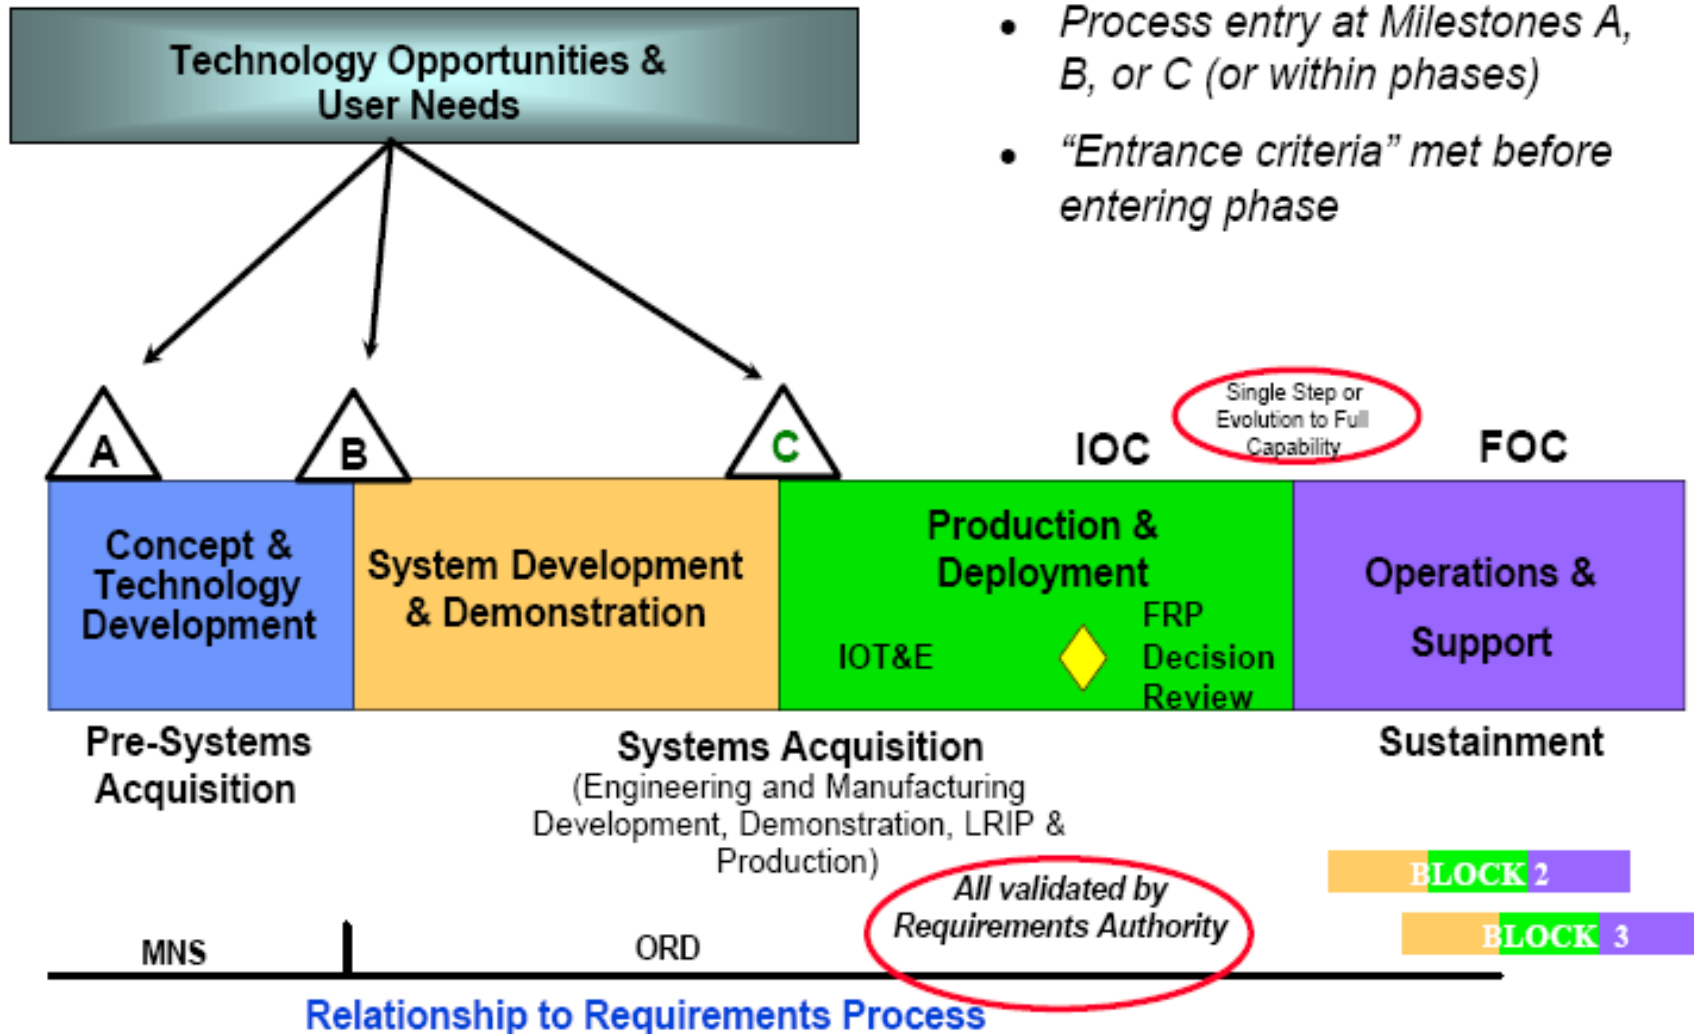 Technology Opportunities &
User Needs
• Process entry at Milestones A,
B, or C (or within phases)
• “Entrance criteria” met before
entering phase
A
B
C
IOC
Single Step or
Evolution to Full
Capability
FOC
Concept &
Technology
Development
System Development
& Demonstration
Production &
Deployment
IOT&E
FRP
Decision
Review
Operations &
Support
Pre-Systems
Acquisition
Systems Acquisition
(Engineering and Manufacturing
Development, Demonstration, LRIP &
Production)
Sustainment
BLOCK 2
BLOCK 3
All validated by
Requirements Authority
MNS
ORD
Relationship to Requirements Process